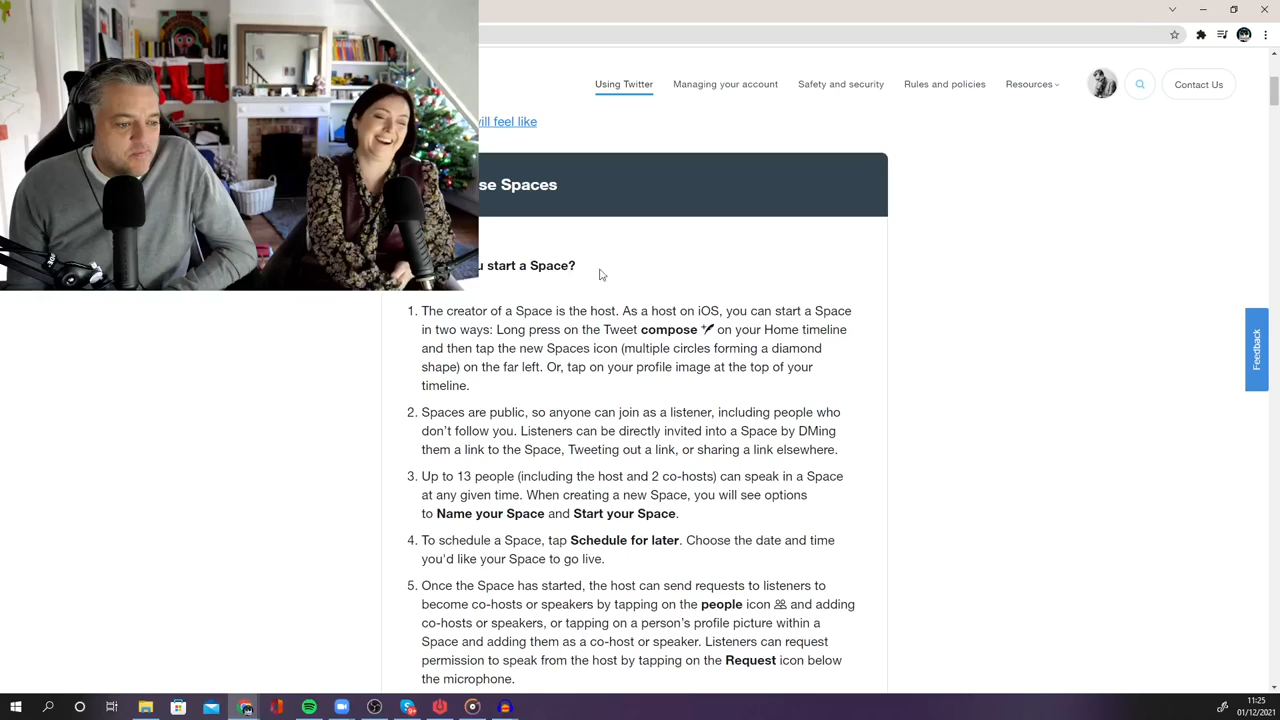 Using Twitter Managing your account Safety and security Rules and policies Resources Contact Us
will feel like
se Spaces
u start a Space?
1. The creator of a Space is the host. As a host on iOS, you can start a Space
in two ways: Long press on the Tweet compose on your Home timeline
and then tap the new Spaces icon (multiple circles forming a diamond
shape) on the far left. Or, tap on your profile image at the top of your
timeline.
2. Spaces are public, so anyone can join as a listener, including people who
don't follow you. Listeners can be directly invited into a Space by DMing
them a link to the Space, Tweeting out a link, or sharing a link elsewhere.
3. Up to 13 people (including the host and 2 co-hosts) can speak in a Space
at any given time. When creating a new Space, you will see options
to Name your Space and Start your Space.
4. To schedule a Space, tap Schedule for later. Choose the date and time
you'd like your Space to go live.
5. Once the Space has started, the host can send requests to listeners to
become co-hosts or speakers by tapping on the people icon and adding
co-hosts or speakers, or tapping on a person's profile picture within a
Space and adding them as a co-host or speaker. Listeners can request
permission to speak from the host by tapping on the Request icon below
the microphone.
Feedback
11:25
01/12/2021